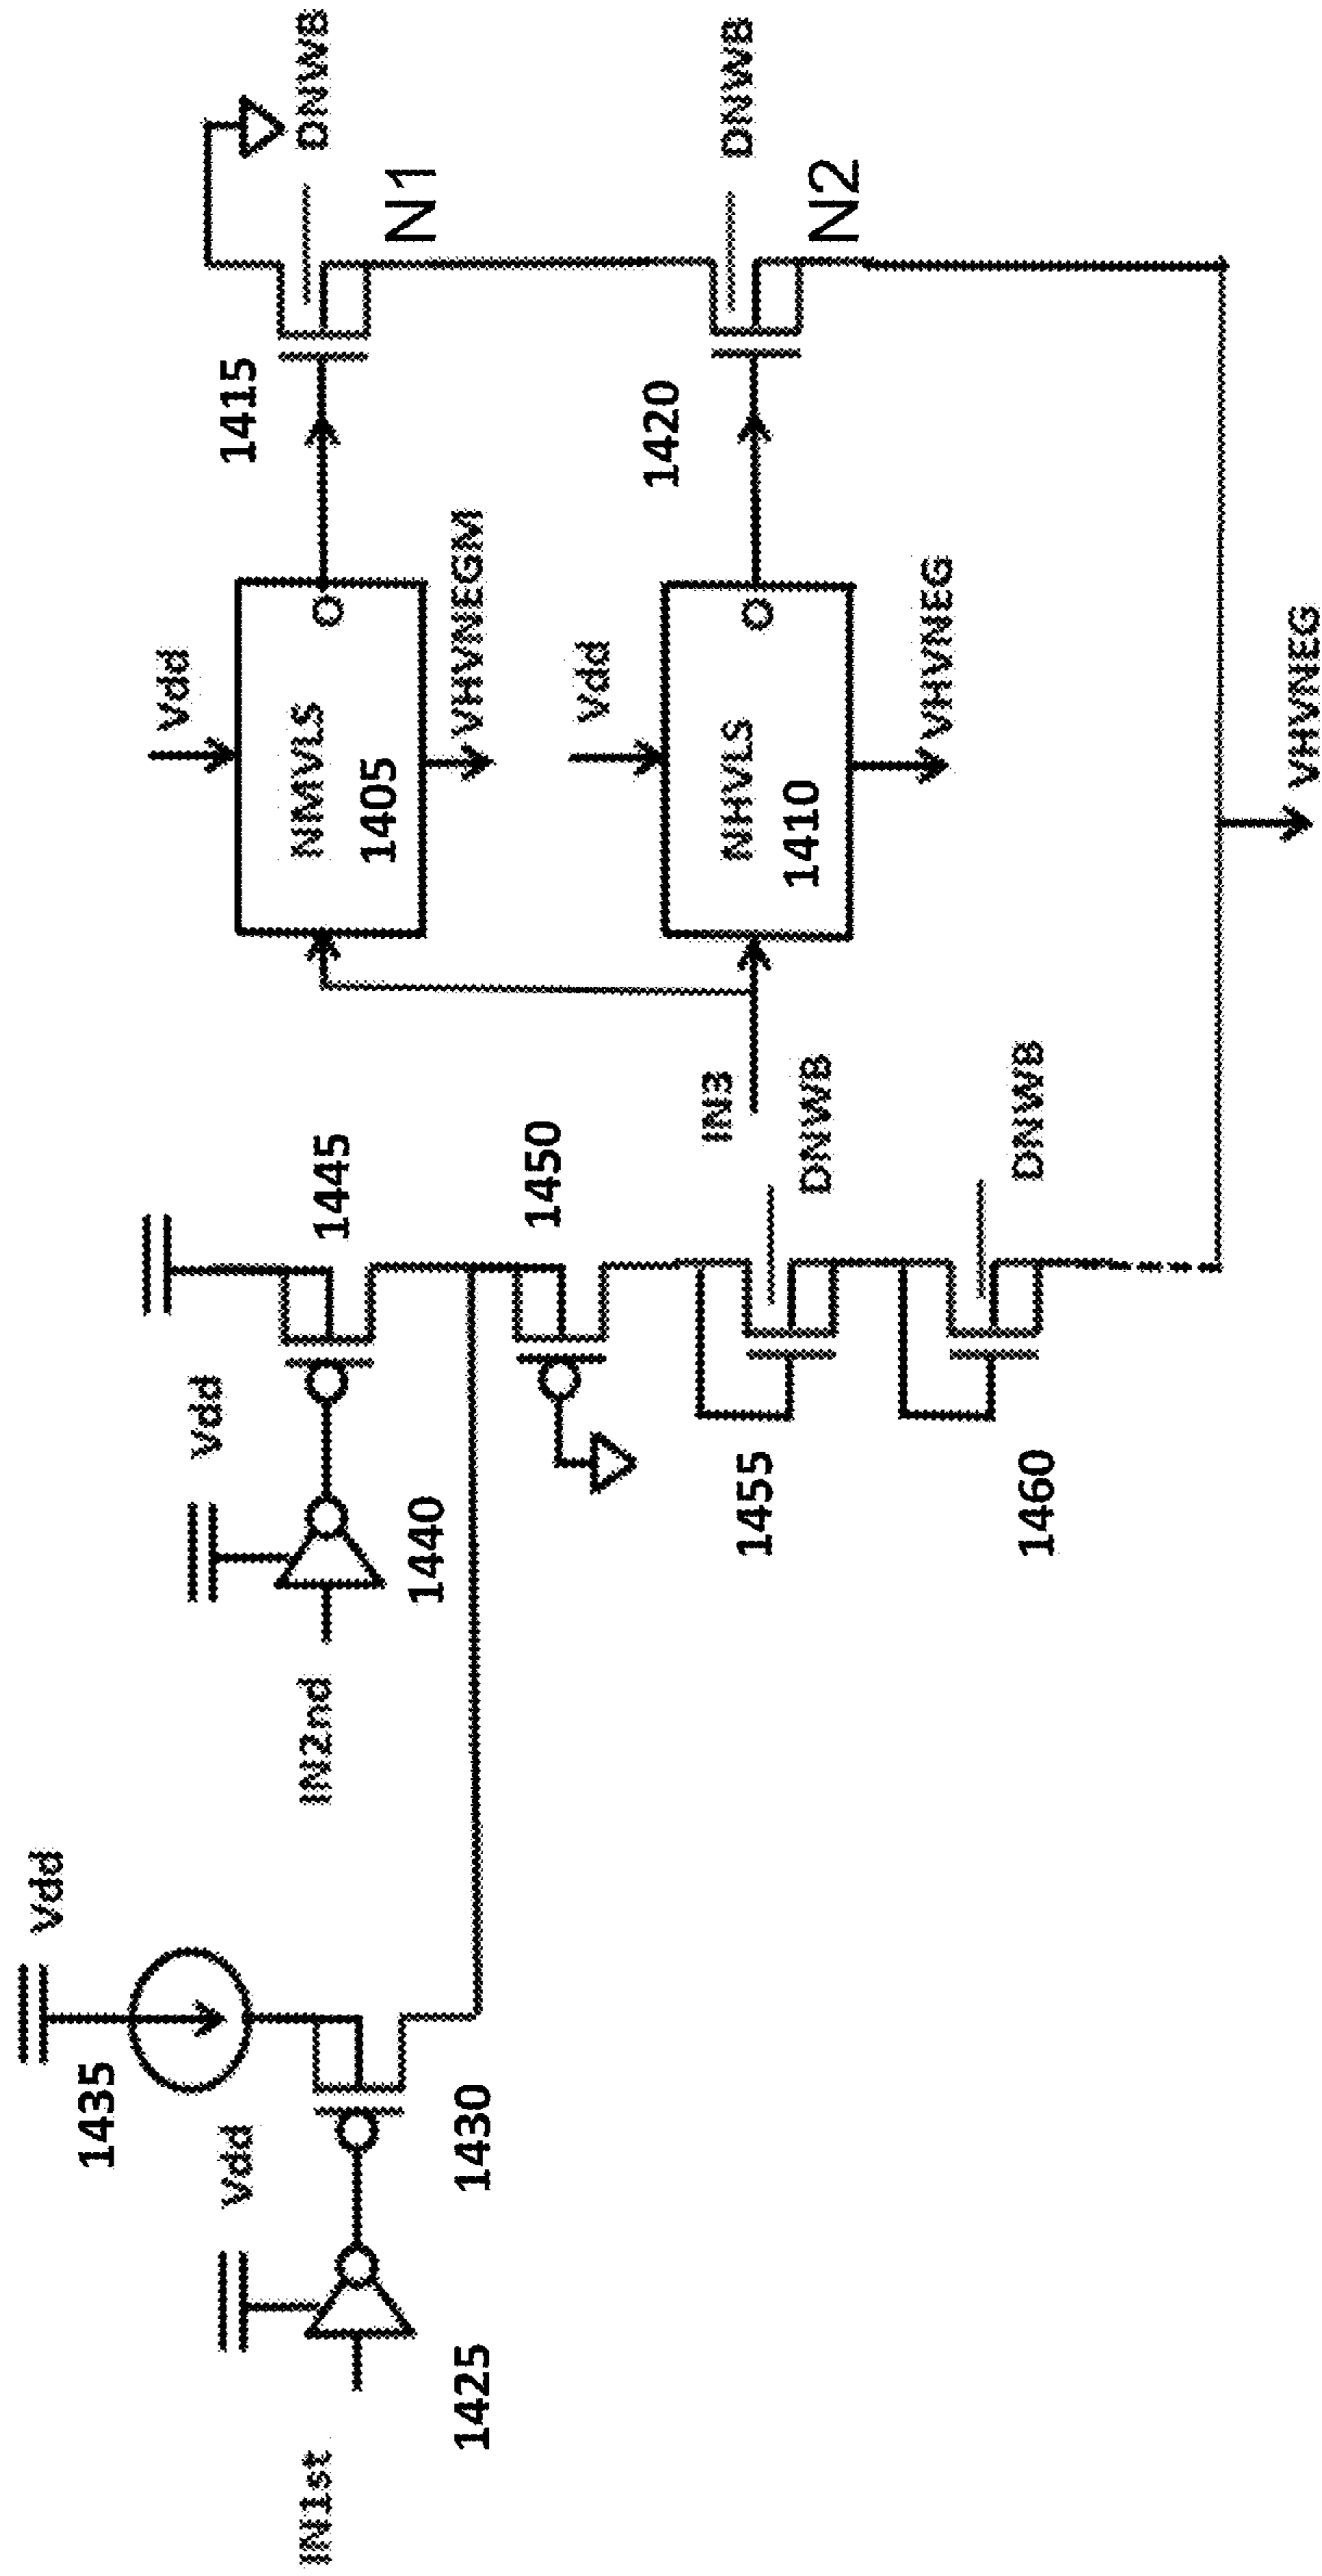 Vdd
1435
Vdd
IN1st
1425
1430
Vdd
IN2nd
1440
1445
1450
1455
DNWB
1460
DNWB
IN3
Vdd
NMVLS
1405
VHVNEGM
1415
DNWB
N1
Vdd
NHVLS
1410
VHVNEG
1420
DNWB
N2
VHVNEG